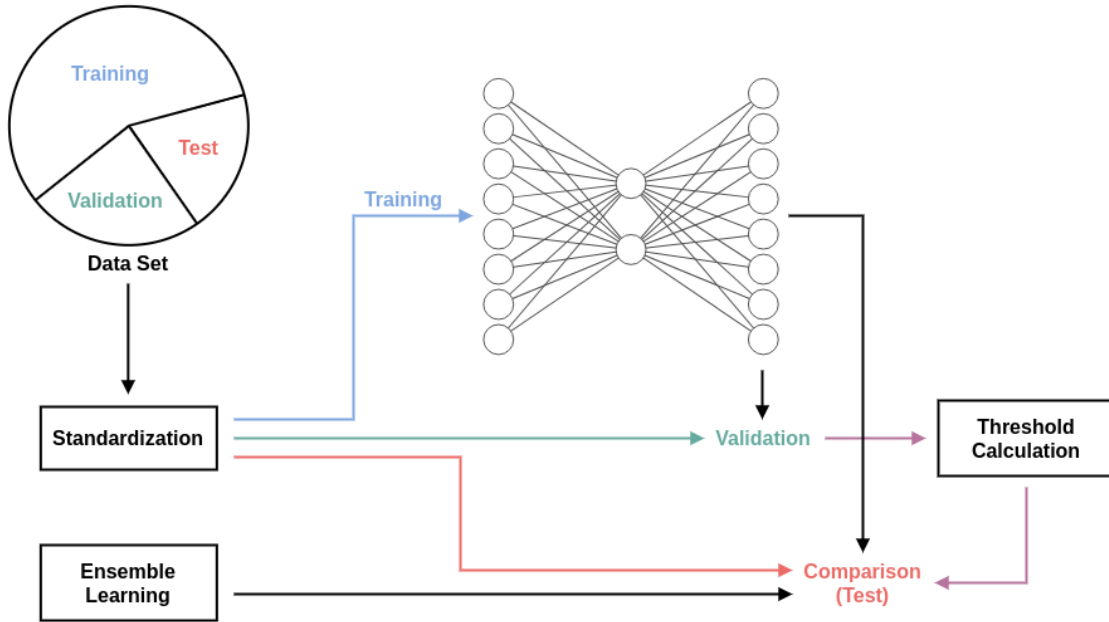 Training
Test
Validation
Data Set
Training
Standardization
Validation
Threshold
Calculation
Ensemble
Learning
Comparison
(Test)